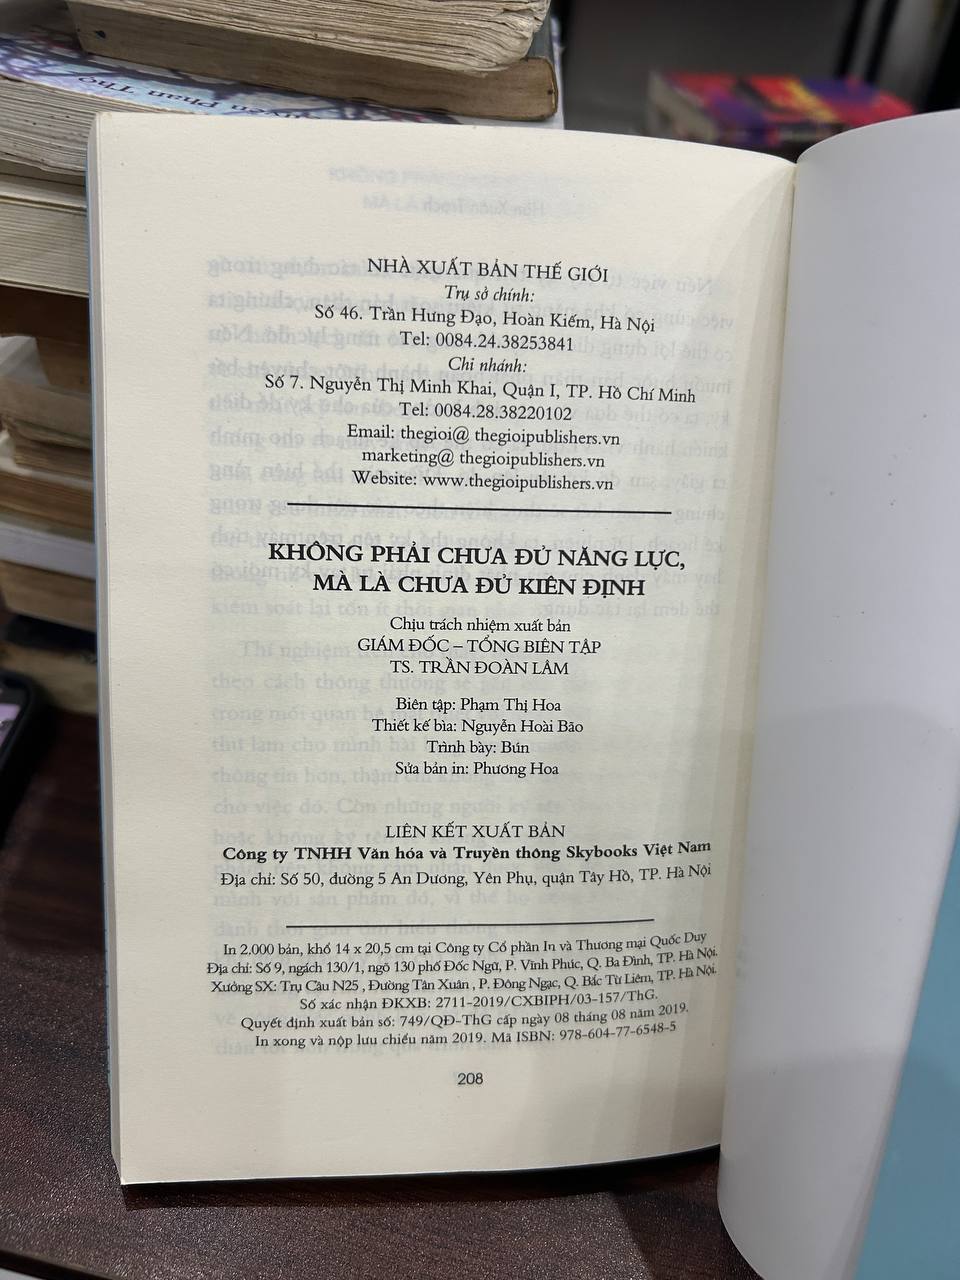 NHÀ XUẤT BẢN THẾ GIỚI
Trụ sở chính:
Số 46. Trần Hưng Đạo, Hoàn Kiếm, Hà Nội
Tel: 0084.24.38253841
Chi nhánh:
Số 7. Nguyễn Thị Minh Khai, Quận I, TP. Hồ Chí Minh
Tel: 0084.28.38220102
Email: thegioi@ thegioipublishers.vn
marketing@ thegioipublishers.vn
Website: www.thegioipublishers.vn
KHÔNG PHẢI CHƯA ĐỦ NĂNG LỰC,
MÀ LÀ CHƯA ĐỦ KIÊN ĐỊNH
Chịu trách nhiệm xuất bản
GIÁM ĐỐC – TỔNG BIÊN TẬP
TS. TRẦN ĐOÀN LÂM
Biên tập: Phạm Thị Hoa
Thiết kế bìa: Nguyễn Hoài Bão
Trình bày: Bún
Sửa bản in: Phương Hoa
LIÊN KẾT XUẤT BẢN
Công ty TNHH Văn hóa và Truyền thông Skybooks Việt Nam
Địa chỉ: Số 50, đường 5 An Dương, Yên Phụ, quận Tây Hồ, TP. Hà Nội
In 2.000 bản, khổ 14 x 20,5 cm tại Công ty Cổ phần In và Thương mại Quốc Duy
Địa chỉ: Số 9, ngách 130/1, ngõ 130 phố Đốc Ngữ, P. Vĩnh Phúc, Q. Ba Đình, TP. Hà Nội.
Xưởng SX: Trụ Cầu N25 , Đường Tân Xuân , P. Đông Ngạc, Q. Bắc Từ Liêm, TP. Hà Nội.
Số xác nhận ĐKXB: 2711-2019/CXBIPH/03-157/ThG.
Quyết định xuất bản số: 749/QĐ-ThG cấp ngày 08 tháng 08 năm 2019.
In xong và nộp lưu chiểu năm 2019. Mã ISBN: 978-604-77-6548-5
208